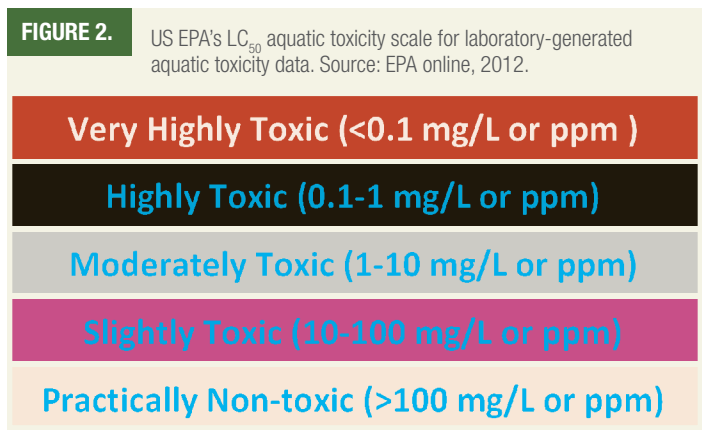 FIGURE 2.
US EPA's LC50 aquatic toxicity scale for laboratory-generated
aquatic toxicity data. Source: EPA online, 2012.
Very Highly Toxic (<0.1 mg/L or ppm )
Highly Toxic (0.1-1 mg/L or ppm)
Moderately Toxic (1-10 mg/L or ppm)
Slightly Toxic (10-100 mg/L or ppm)
Practically Non-toxic (>100 mg/L or ppm)